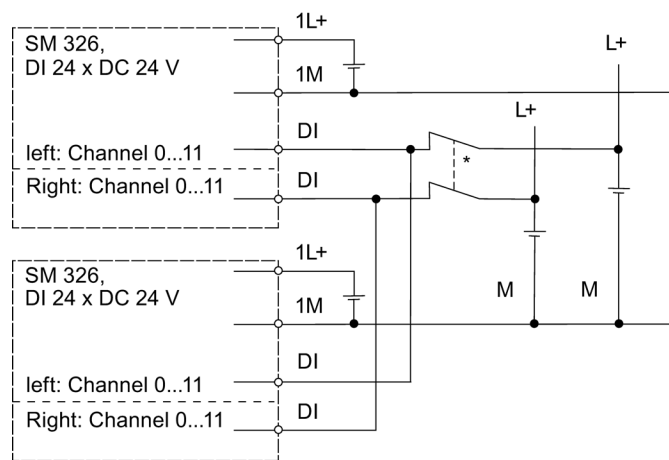 1L+
SM 326,
DI 24 x DC 24 V
1M
L+
L+
DI
left: Channel 0...11
*
DI
Right: Channel 0...11
1L+
SM 326,
DI 24 x DC 24 V
1M
M
M
DI
left: Channel 0...11
DI
Right: Channel 0...11